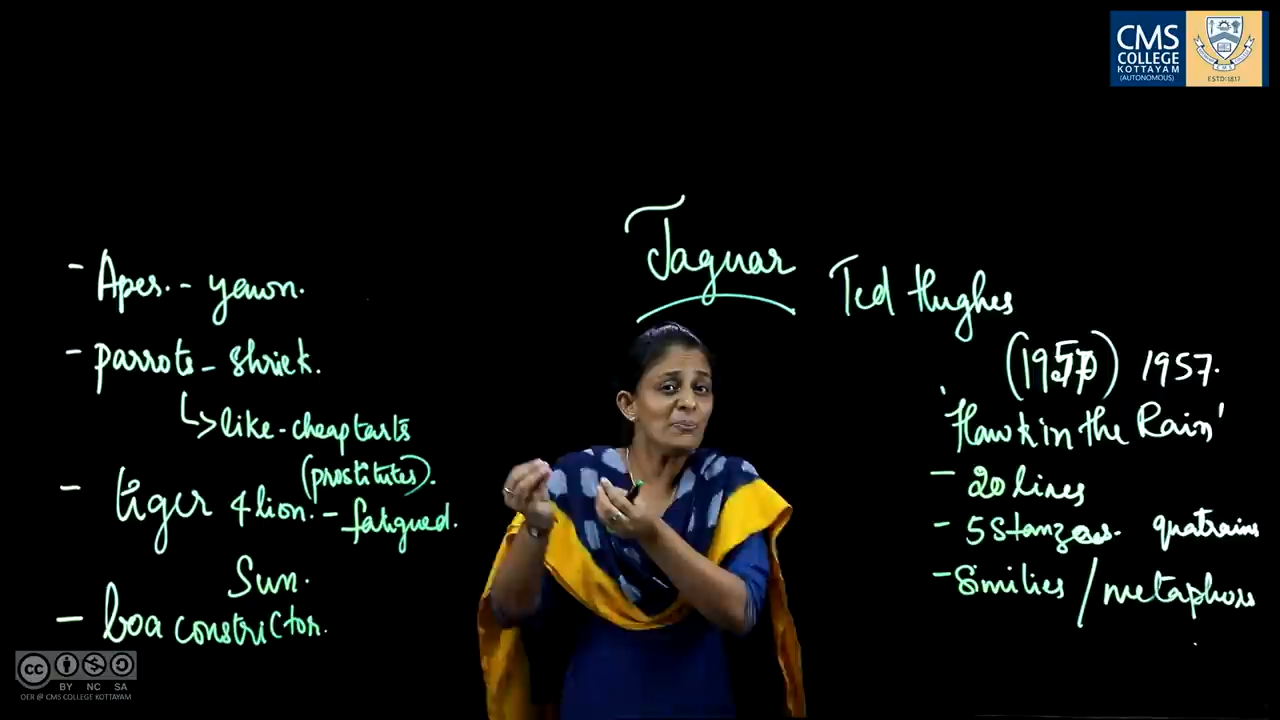 CMS
COLLEGE
KOTTAYAM
(AUTONOMOUS)
ESTD:1817
Jaguar
Ted Hughes
(1957) 1957.
'Hawk in the Rain'
- 20 lines
- 5 Stanzas. quatrains
- Similies / metaphors
- Apes. - yawn.
- parrots - shriek.
↳ like - cheap tarts
(prostitutes).
- tiger & lion. - fatigued.
Sun.
- boa constrictor.
cc BY NC SA
OER @ CMS COLLEGE KOTTAYAM